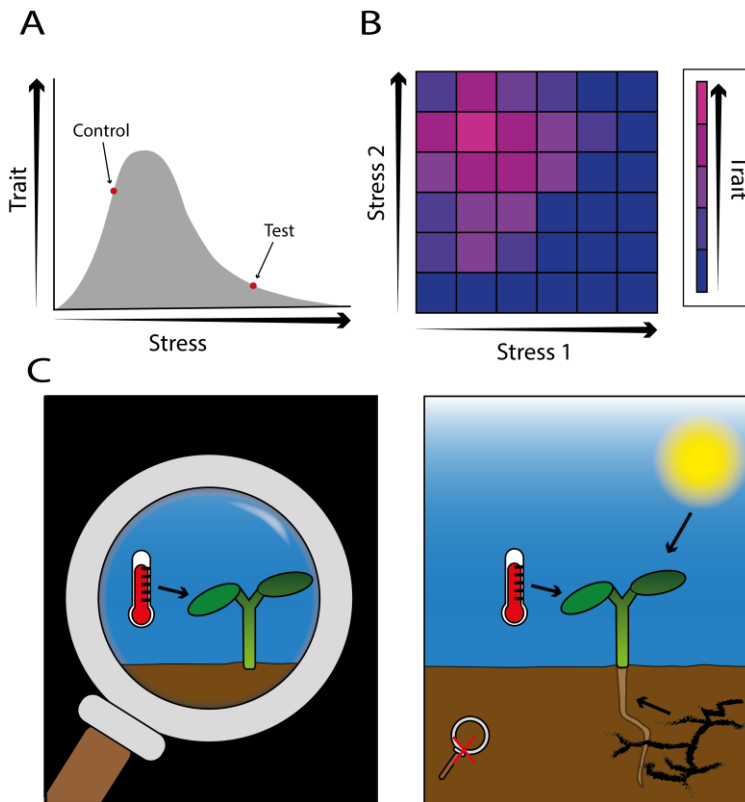 A
Trait
Control
Test
Stress
B
Stress 2
Stress 1
Trait
C